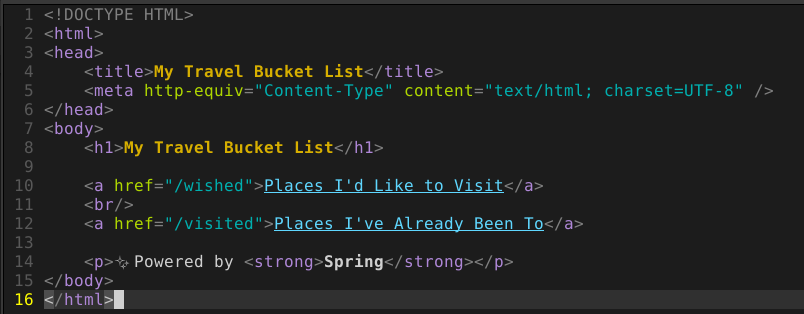 1 <!DOCTYPE HTML>
2 <html>
3 <head>
4     <title>My Travel Bucket List</title>
5     <meta http-equiv="Content-Type" content="text/html; charset=UTF-8" />
6 </head>
7 <body>
8     <h1>My Travel Bucket List</h1>
9
10     <a href="/wished">Places I'd Like to Visit</a>
11     <br/>
12     <a href="/visited">Places I've Already Been To</a>
13
14     <p>✨Powered by <strong>Spring</strong></p>
15 </body>
16 </html>